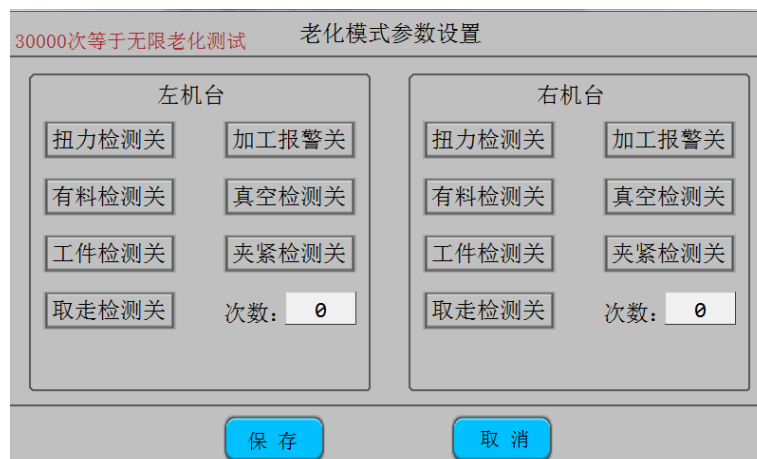 30000次等于无限老化测试
老化模式参数设置
左机台
扭力检测关 加工报警关
有料检测关 真空检测关
工件检测关 夹紧检测关
取走检测关 次数: 0
右机台
扭力检测关 加工报警关
有料检测关 真空检测关
工件检测关 夹紧检测关
取走检测关 次数: 0
保 存
取 消